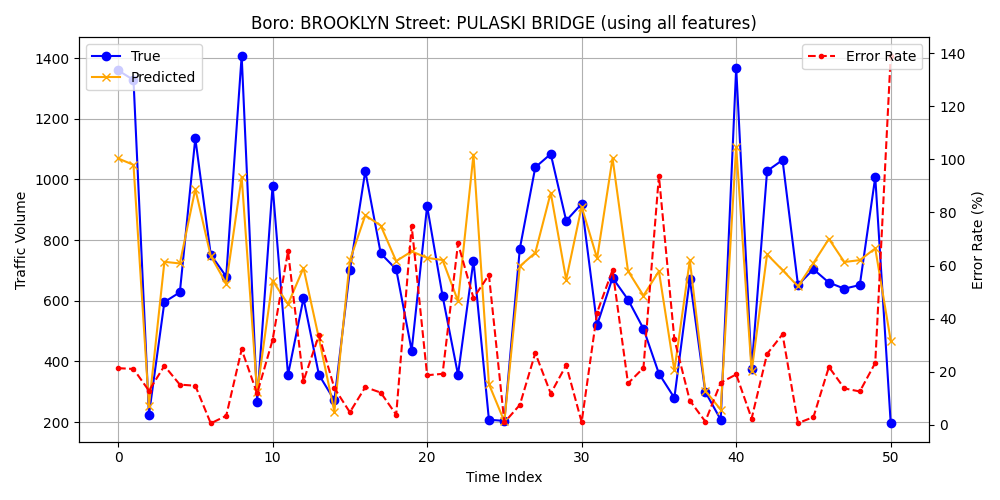 Boro: BROOKLYN Street: PULASKI BRIDGE (using all features)
True
Predicted
Error Rate
1400
1200
1000
800
600
400
200
Traffic Volume
140
120
100
80
60
40
20
0
Error Rate (%)
0 10 20 30 40 50
Time Index